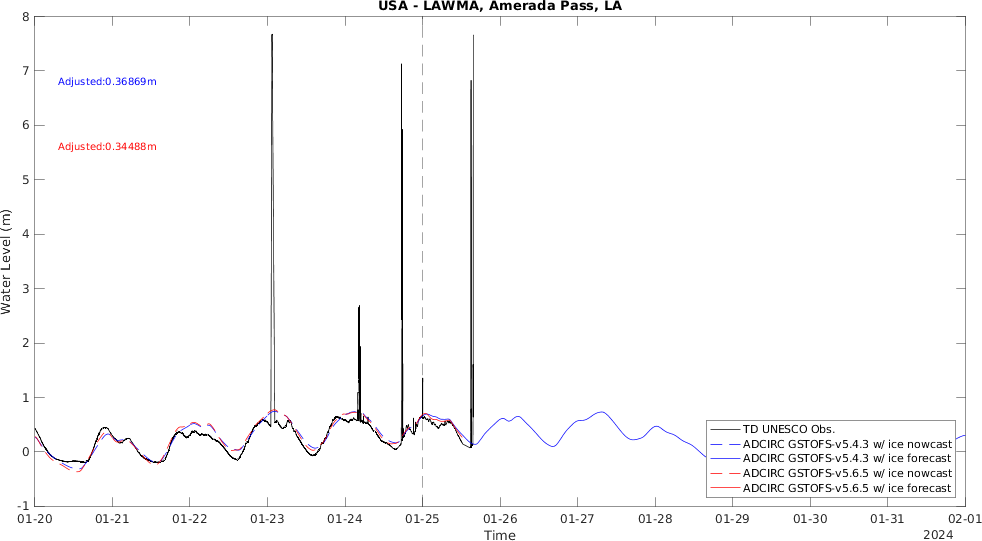 USA - LAWMA, Amerada Pass, LA
8
7
6
5
4
3
2
1
0
-1
Water Level (m)
Adjusted:0.36869m
Adjusted:0.34488m
TD UNESCO Obs.
ADCIRC GSTOFS-v5.4.3 w/ ice nowcast
ADCIRC GSTOFS-v5.4.3 w/ ice forecast
ADCIRC GSTOFS-v5.6.5 w/ ice nowcast
ADCIRC GSTOFS-v5.6.5 w/ ice forecast
01-20 01-21 01-22 01-23 01-24 01-25 01-26 01-27 01-28 01-29 01-30 01-31 02-01
Time
2024